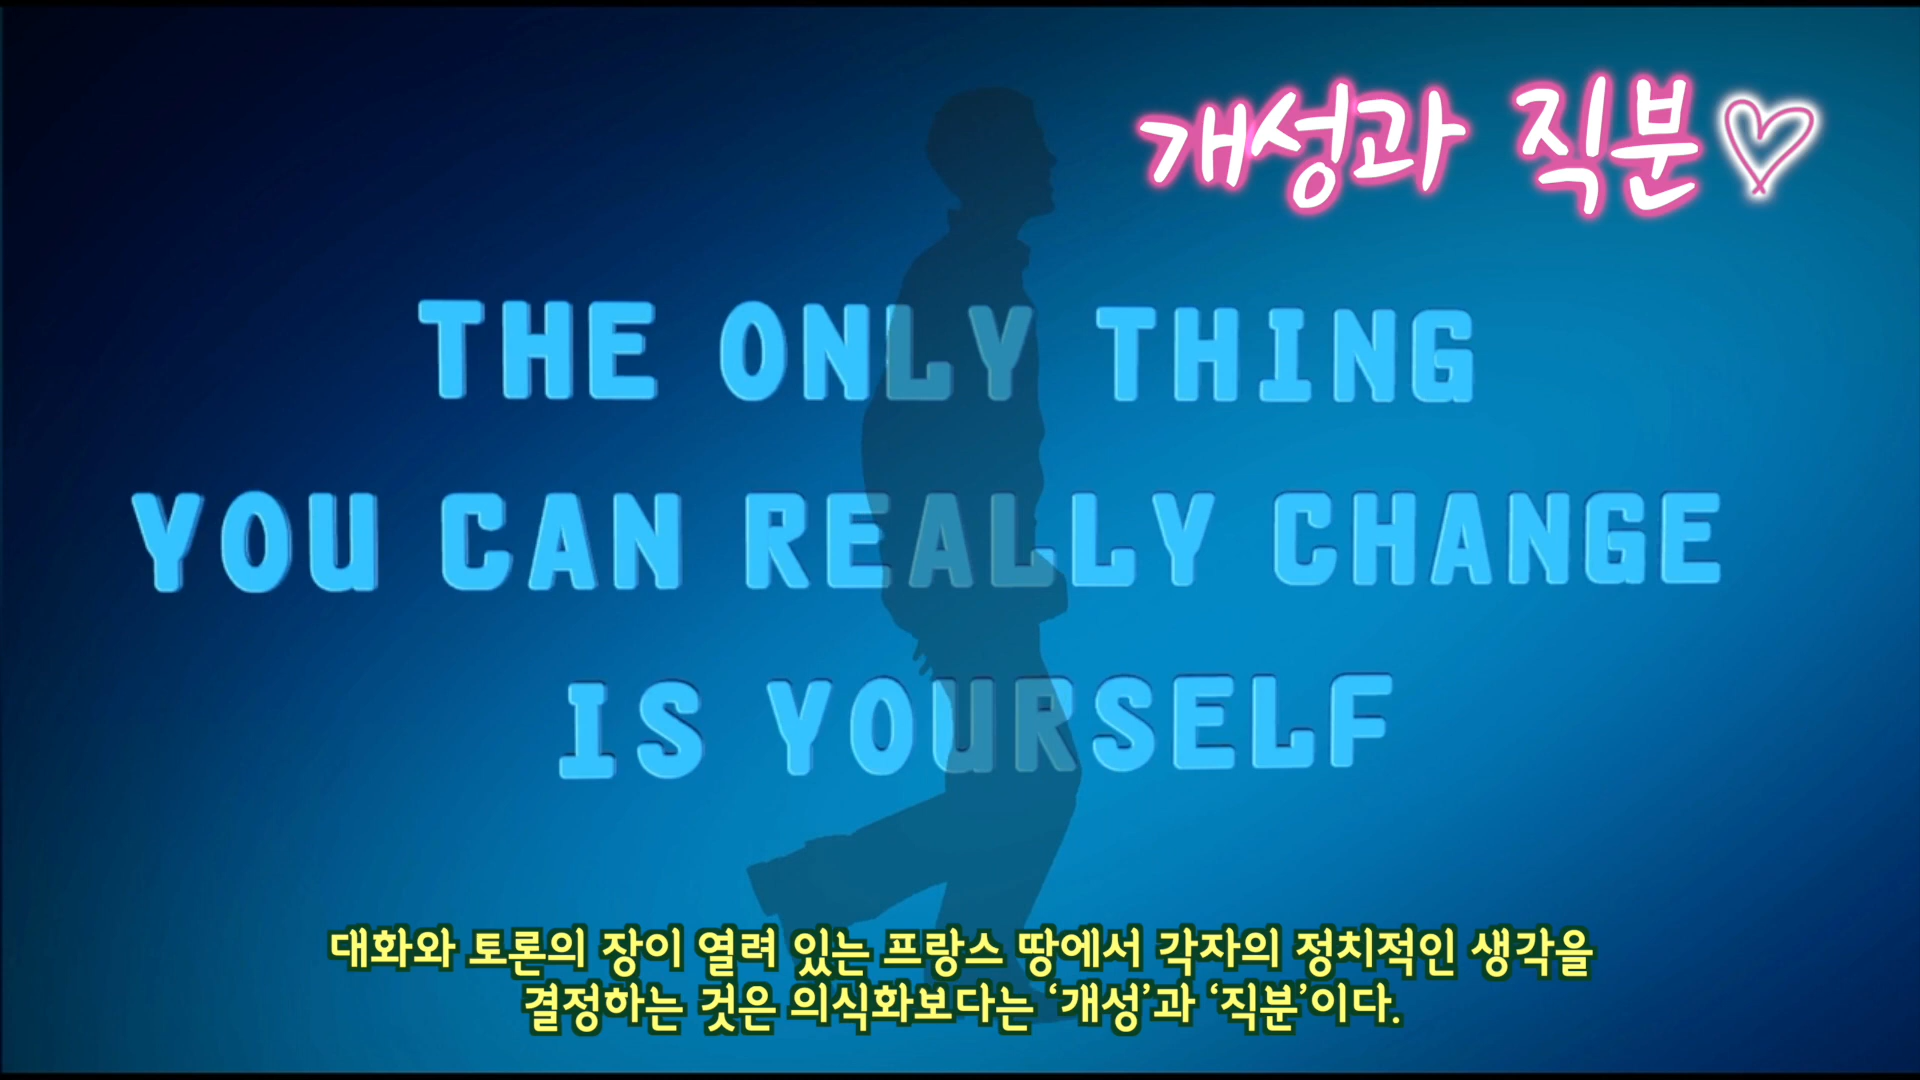 개성과 직분♡
THE ONLY THING
YOU CAN REALLY CHANGE
IS YOURSELF
대화와 토론의 장이 열려 있는 프랑스 땅에서 각자의 정치적인 생각을
결정하는 것은 의식화보다는 ‘개성’과 ‘직분’이다.